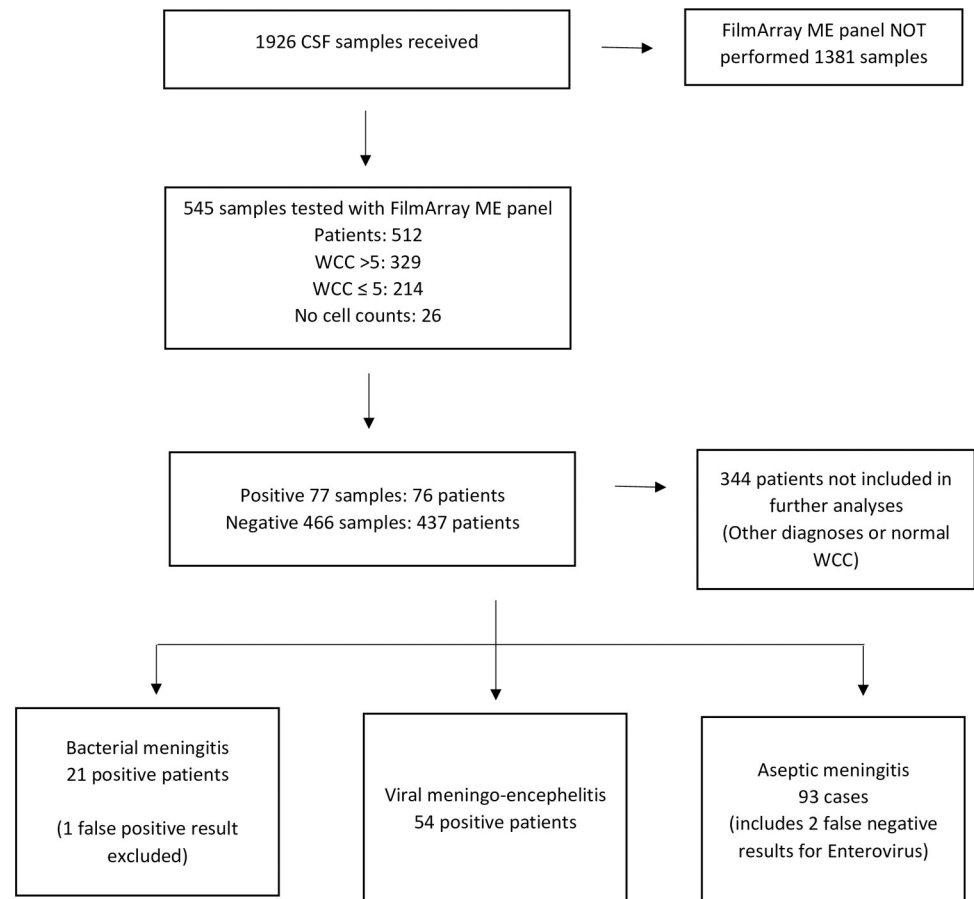 1926 CSF samples received
FilmArray ME panel NOT
performed 1381 samples
545 samples tested with FilmArray ME panel
Patients: 512
WCC >5: 329
WCC ≤ 5: 214
No cell counts: 26
Positive 77 samples: 76 patients
Negative 466 samples: 437 patients
344 patients not included in
further analyses
(Other diagnoses or normal
WCC)
Bacterial meningitis
21 positive patients
(1 false positive result
excluded)
Viral meningo-encephelitis
54 positive patients
Aseptic meningitis
93 cases
(includes 2 false negative
results for Enterovirus)